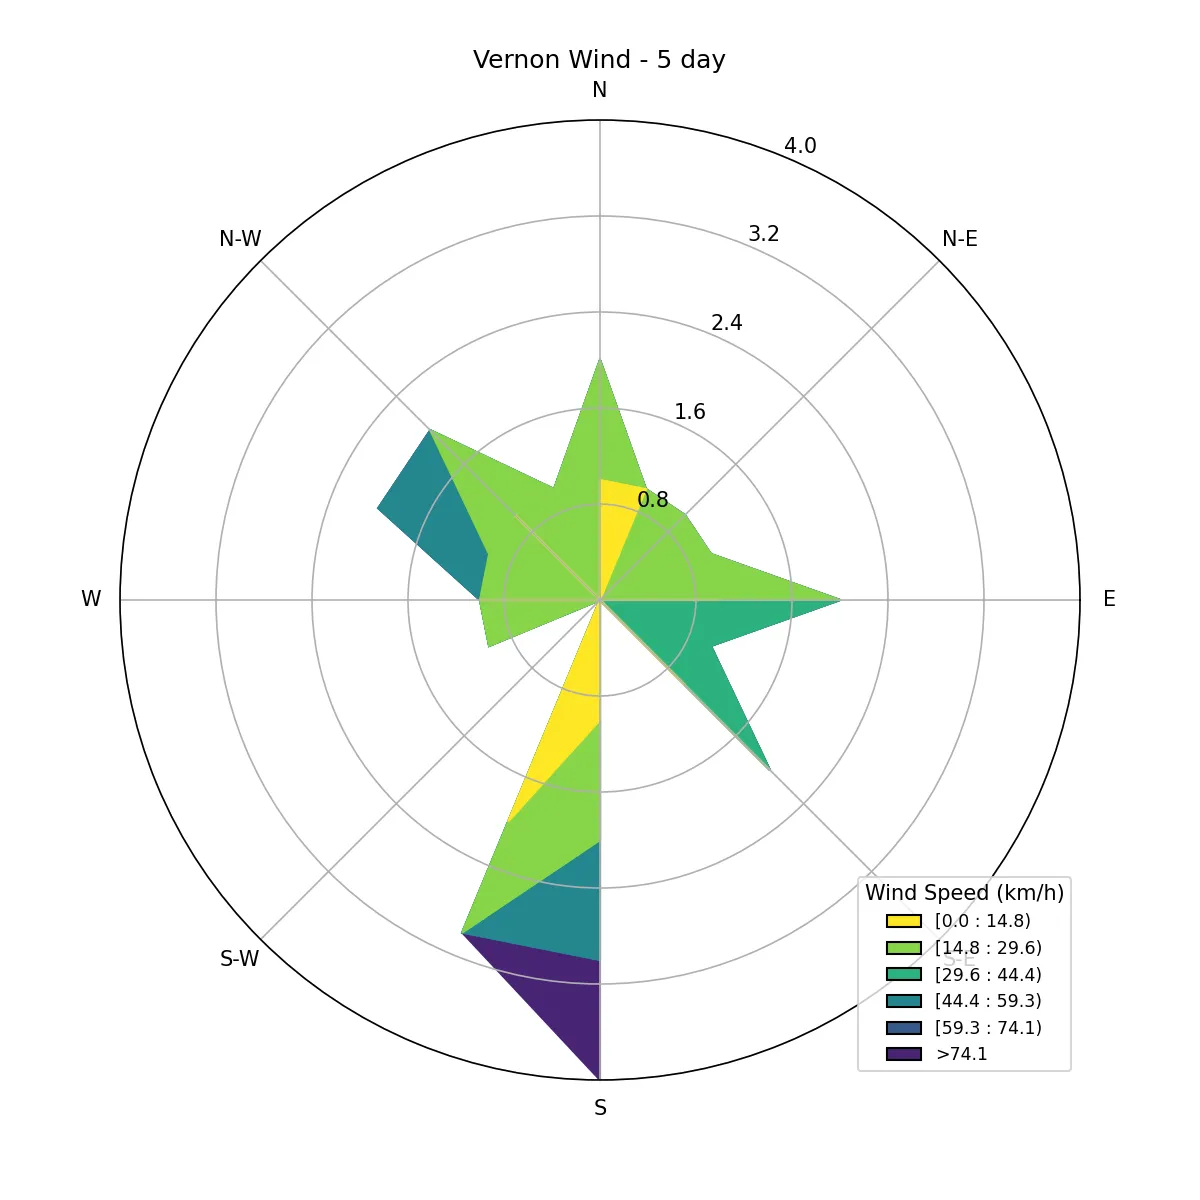 Vernon Wind - 5 day
N
4.0
3.2
N-W
N-E
2.4
1.6
0.8
W
E
Wind Speed (km/h)
[0.0 : 14.8)
[14.8 : 29.6)
S-W
S-E
[29.6 : 44.4)
[44.4 : 59.3)
[59.3 : 74.1)
>74.1
S